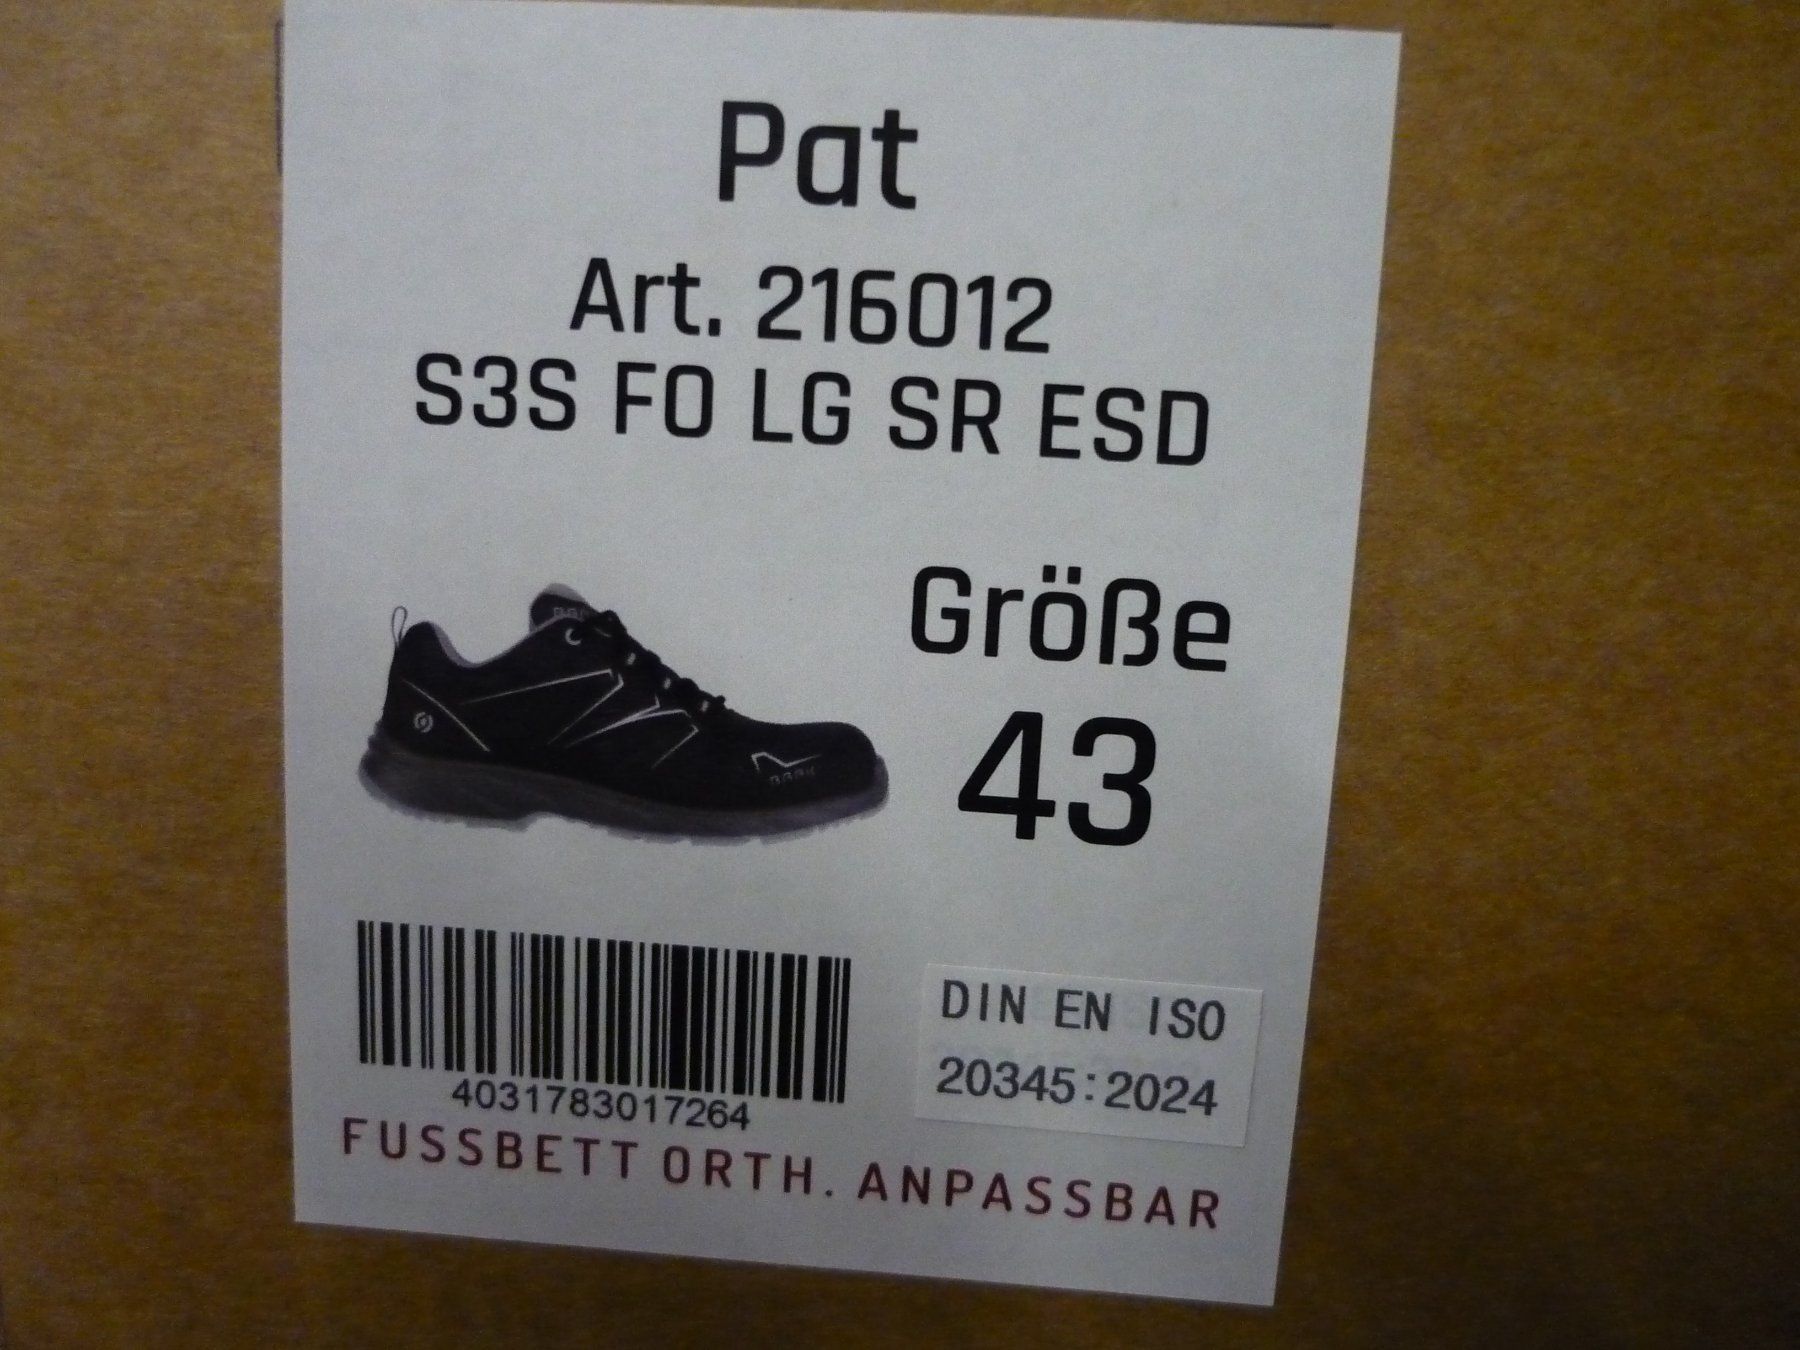 Pat
Art. 216012
S3S FO LG SR ESD
Größe
43
4031783017264
DIN EN ISO
20345:2024
FUSSBETT ORTH. ANPASSBAR